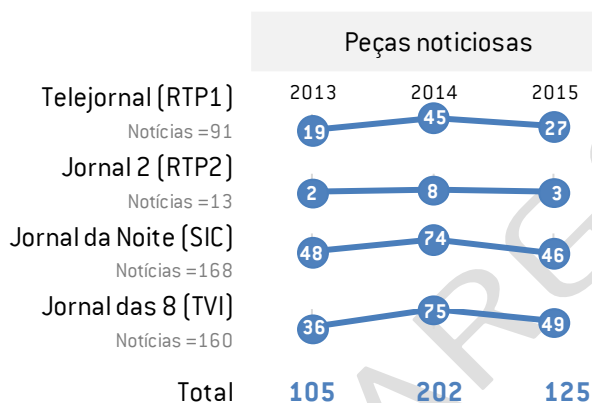 Peças noticiosas
2013 2014 2015
Telejornal (RTP1)
Notícias =91
19 45 27
Jornal 2 (RTP2)
Notícias =13
2 8 3
Jornal da Noite (SIC)
Notícias =168
48 74 46
Jornal das 8 (TVI)
Notícias =160
36 75 49
Total 105 202 125